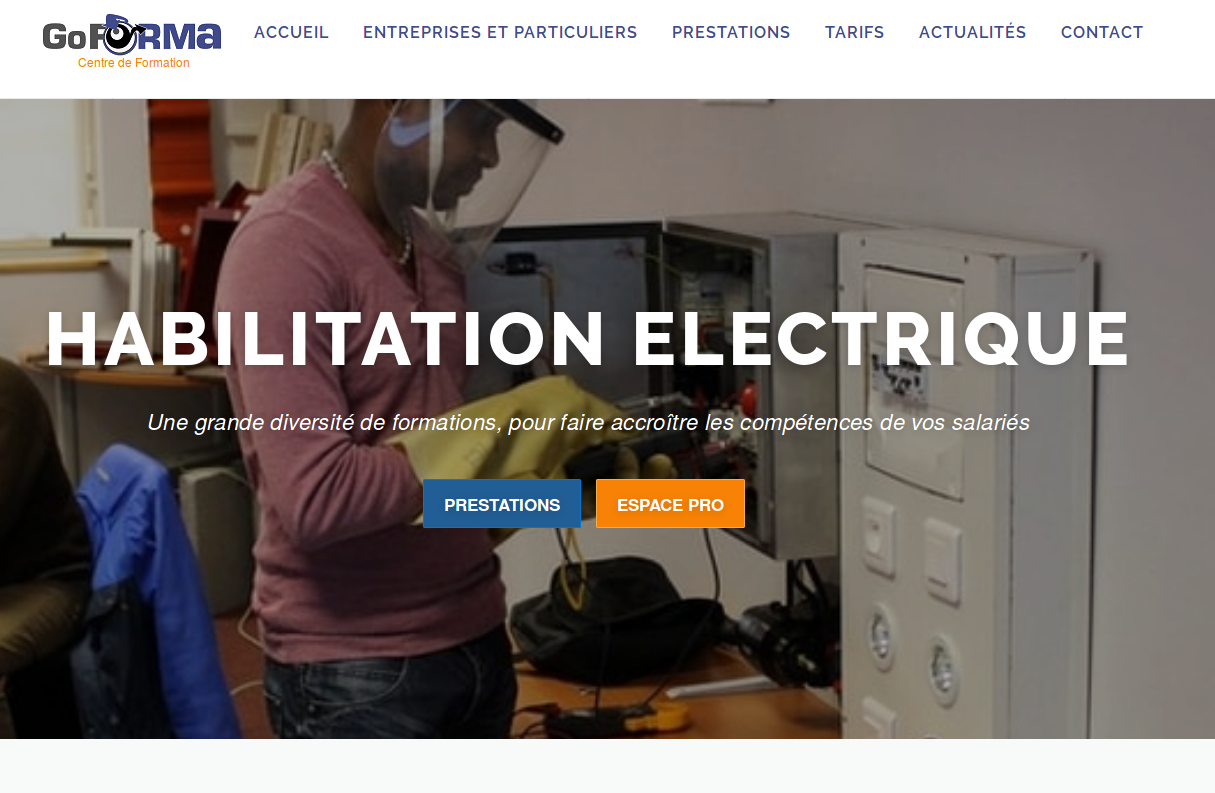 GoFORMa
Centre de Formation
ACCUEIL ENTREPRISES ET PARTICULIERS PRESTATIONS TARIFS ACTUALITÉS CONTACT
HABILITATION ELECTRIQUE
Une grande diversité de formations, pour faire accroître les compétences de vos salariés
PRESTATIONS ESPACE PRO